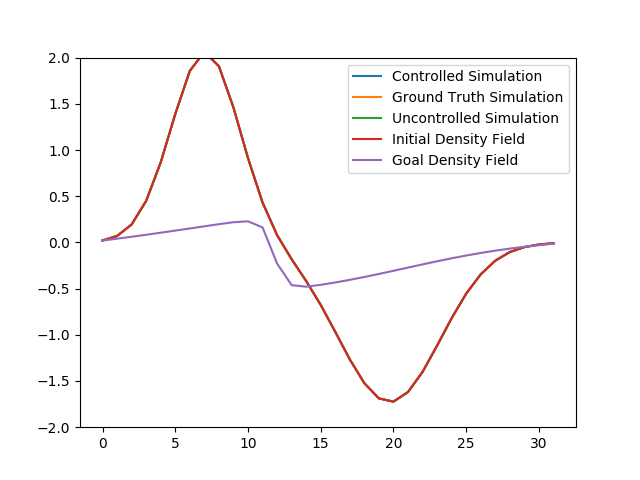 2.0
1.5
1.0
0.5
0.0
−0.5
−1.0
−1.5
−2.0
0 5 10 15 20 25 30
Controlled Simulation
Ground Truth Simulation
Uncontrolled Simulation
Initial Density Field
Goal Density Field